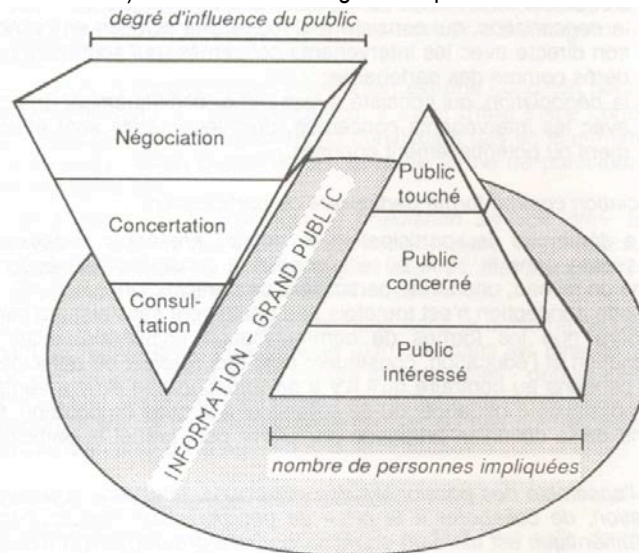 degré d'influence du public
Négociation
Concertation
Consul-
tation
INFORMATION – GRAND PUBLIC
Public
touché
Public
concerné
Public
intéressé
nombre de personnes impliquées